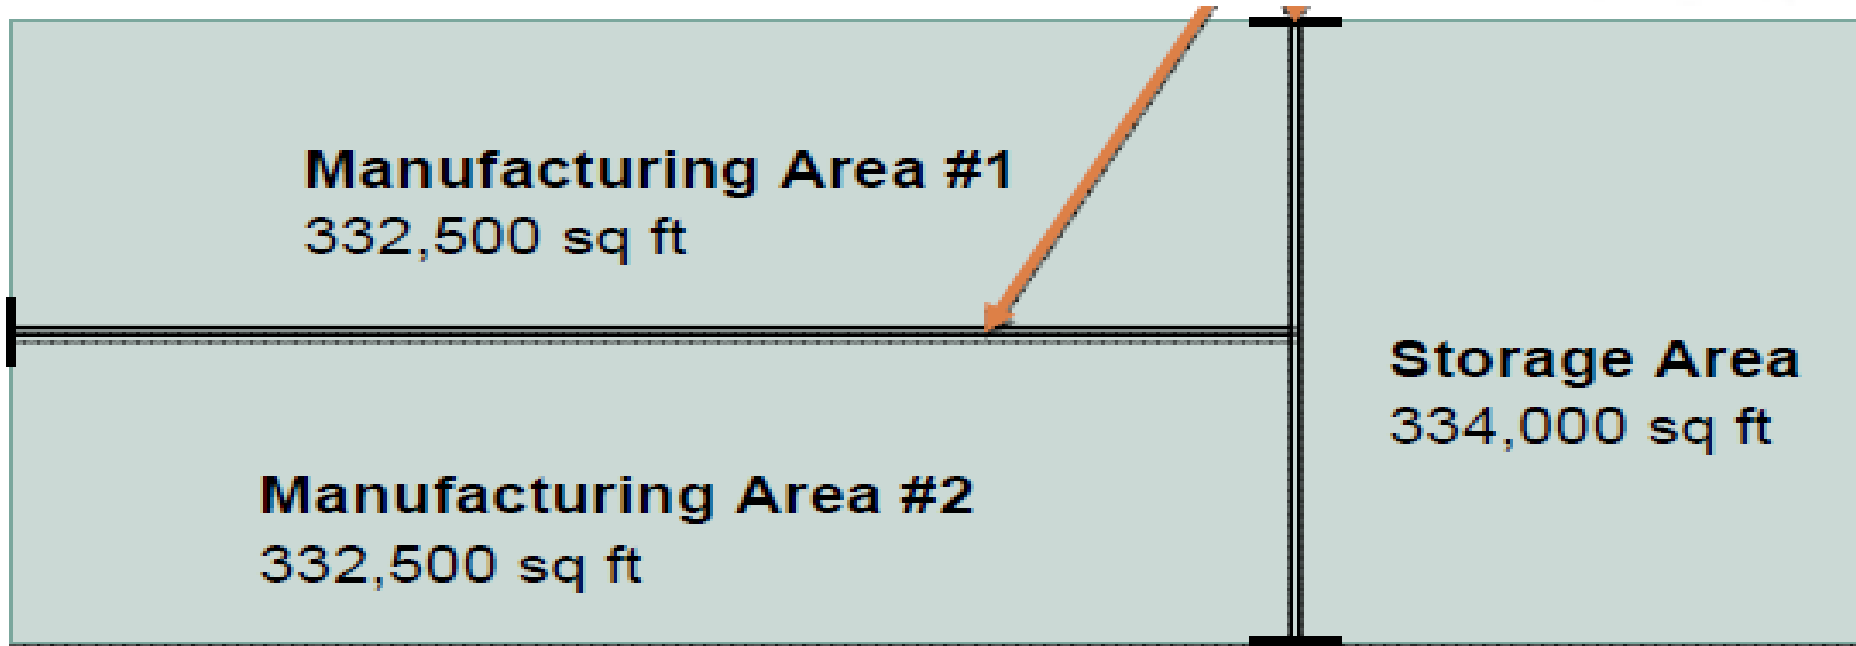 Manufacturing Area #1
332,500 sq ft
Storage Area
334,000 sq ft
Manufacturing Area #2
332,500 sq ft